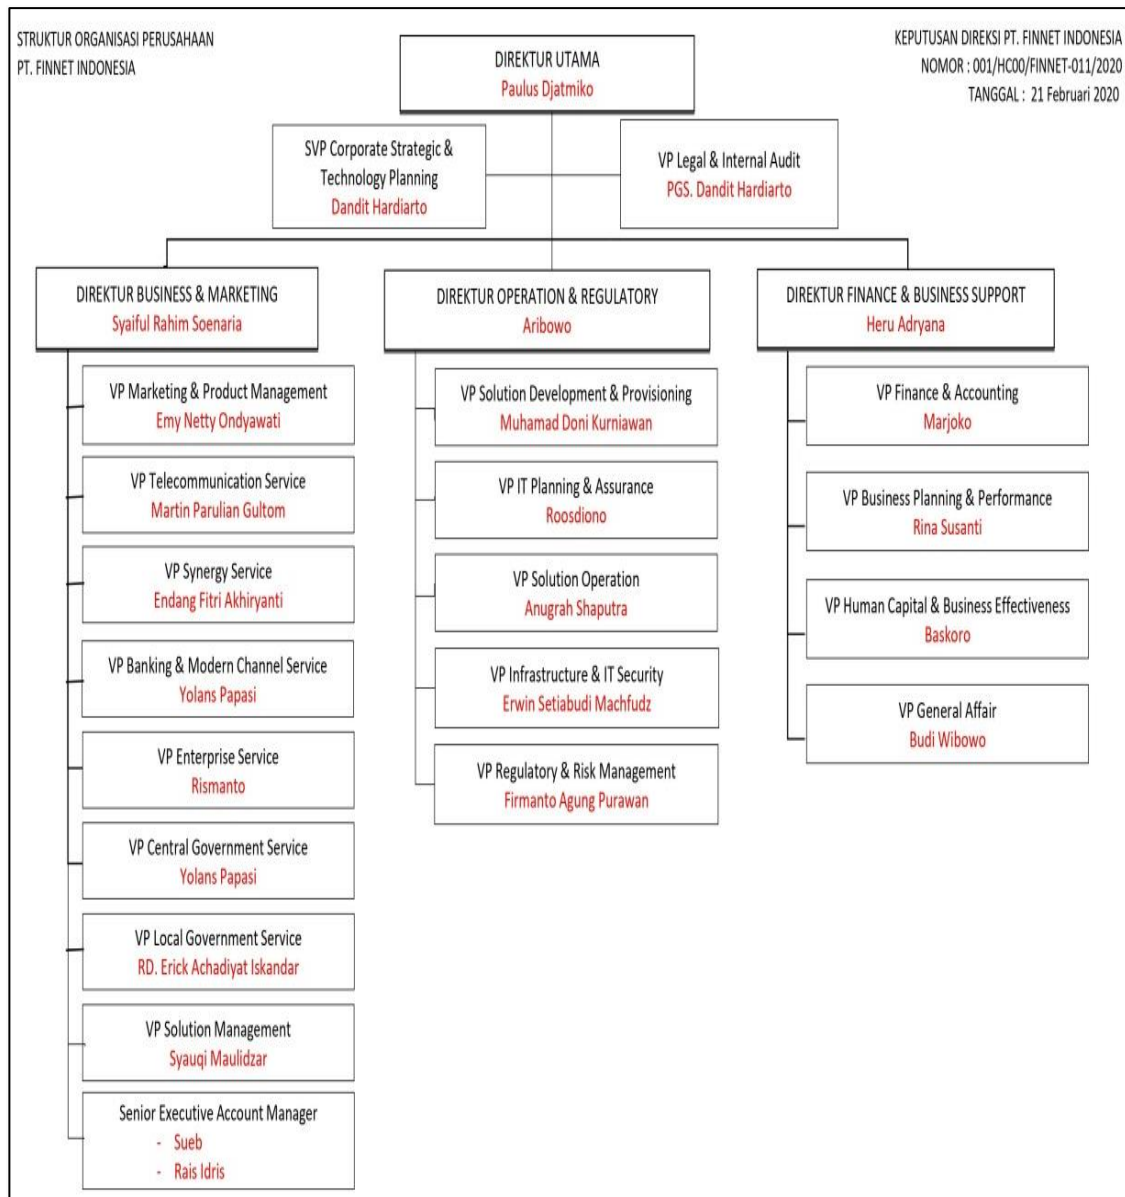 STRUKTUR ORGANISASI PERUSAHAAN
PT. FINNET INDONESIA
KEPUTUSAN DIREKSI PT. FINNET INDONESIA
NOMOR : 001/HC00/FINNET-011/2020
TANGGAL : 21 Februari 2020
DIREKTUR UTAMA
Paulus Djatmiko
SVP Corporate Strategic &
Technology Planning
Dandit Hardiarto
VP Legal & Internal Audit
PGS. Dandit Hardiarto
DIREKTUR BUSINESS & MARKETING
Syaiful Rahim Soenaria
VP Marketing & Product Management
Emy Netty Ondyawati
VP Telecommunication Service
Martin Parulian Gultom
VP Synergy Service
Endang Fitri Akhiryanti
VP Banking & Modern Channel Service
Yolans Papasi
VP Enterprise Service
Rismanto
VP Central Government Service
Yolans Papasi
VP Local Government Service
RD. Erick Achadiyat Iskandar
VP Solution Management
Syauqi Maulidzar
Senior Executive Account Manager
- Sueb
- Rais Idris
DIREKTUR OPERATION & REGULATORY
Aribowo
VP Solution Development & Provisioning
Muhamad Doni Kurniawan
VP IT Planning & Assurance
Roosdiono
VP Solution Operation
Anugrah Shaputra
VP Infrastructure & IT Security
Erwin Setiabudi Machfudz
VP Regulatory & Risk Management
Firmanto Agung Purawan
DIREKTUR FINANCE & BUSINESS SUPPORT
Heru Adryana
VP Finance & Accounting
Marjoko
VP Business Planning & Performance
Rina Susanti
VP Human Capital & Business Effectiveness
Baskoro
VP General Affair
Budi Wibowo